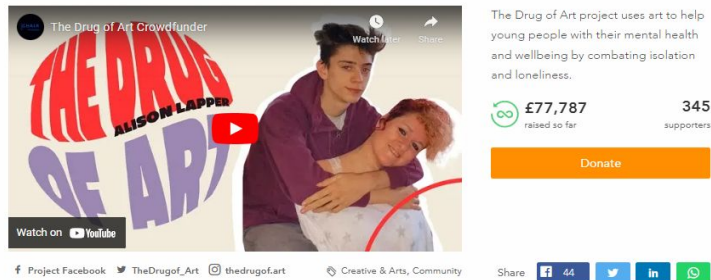 The Drug of Art Crowdfunder
Watch later
Share
THE DRUG
ALISON LAPPER
OF ART
Watch on YouTube
Project Facebook TheDrugof_Art thedrugof.art
Creative & Arts, Community
The Drug of Art project uses art to help
young people with their mental health
and wellbeing by combating isolation
and loneliness.
£77,787
raised so far
345
supporters
Donate
Share 44